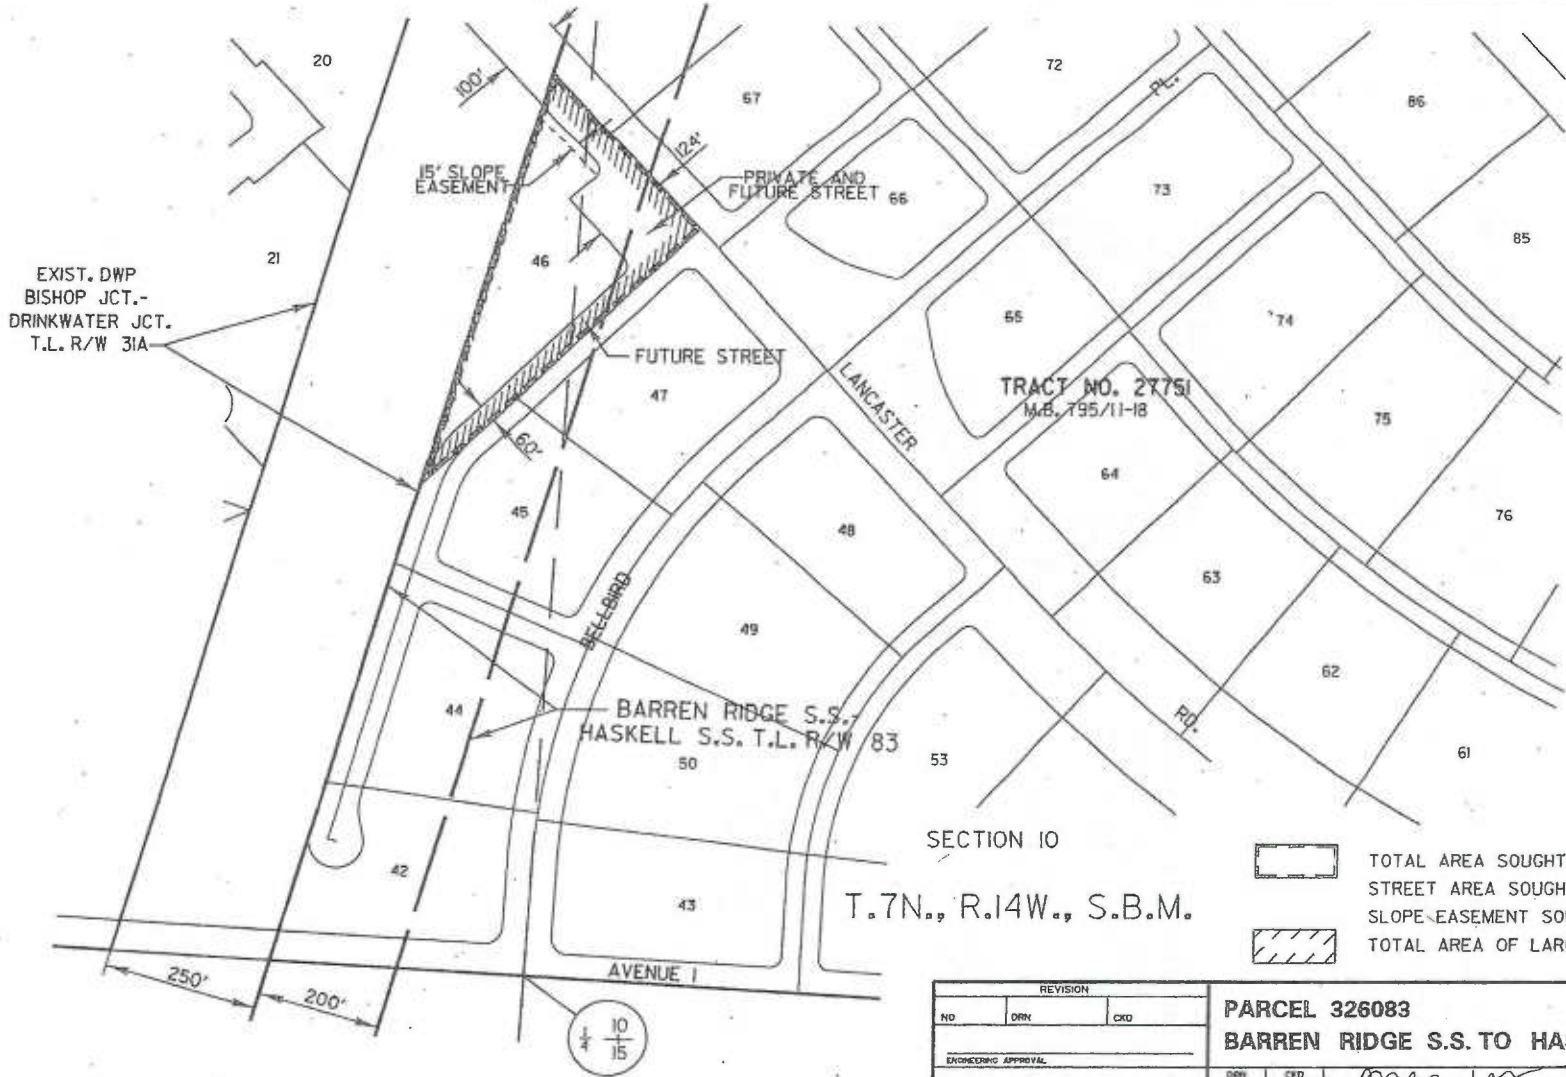 20
100'
67
72
PL.
86
124'
15' SLOPE
EASEMENT
PRIVATE AND
FUTURE STREET
66
73
85
21
46
EXIST. DWP
BISHOP JCT.-
DRINKWATER JCT.
T.L. R/W 31A
65
74
FUTURE STREET
47
LANCASTER
TRACT NO. 27751
M.B. 795/11-18
75
60'
64
45
48
76
63
BELLBIRD
49
62
44
BARREN RIDGE S.S.-
HASKELL S.S. T.L. R/W 83
RD.
50
53
61
SECTION 10
42
43
T.7N., R.14W., S.B.M.
TOTAL AREA SOUGHT
STREET AREA SOUGH
SLOPE EASEMENT SO
TOTAL AREA OF LAR
250'
200'
AVENUE I
1/4 10
15
REVISION
NO DRN CKD
ENGINEERING APPROVAL
PARCEL 326083
BARREN RIDGE S.S. TO HA
DRN CKD